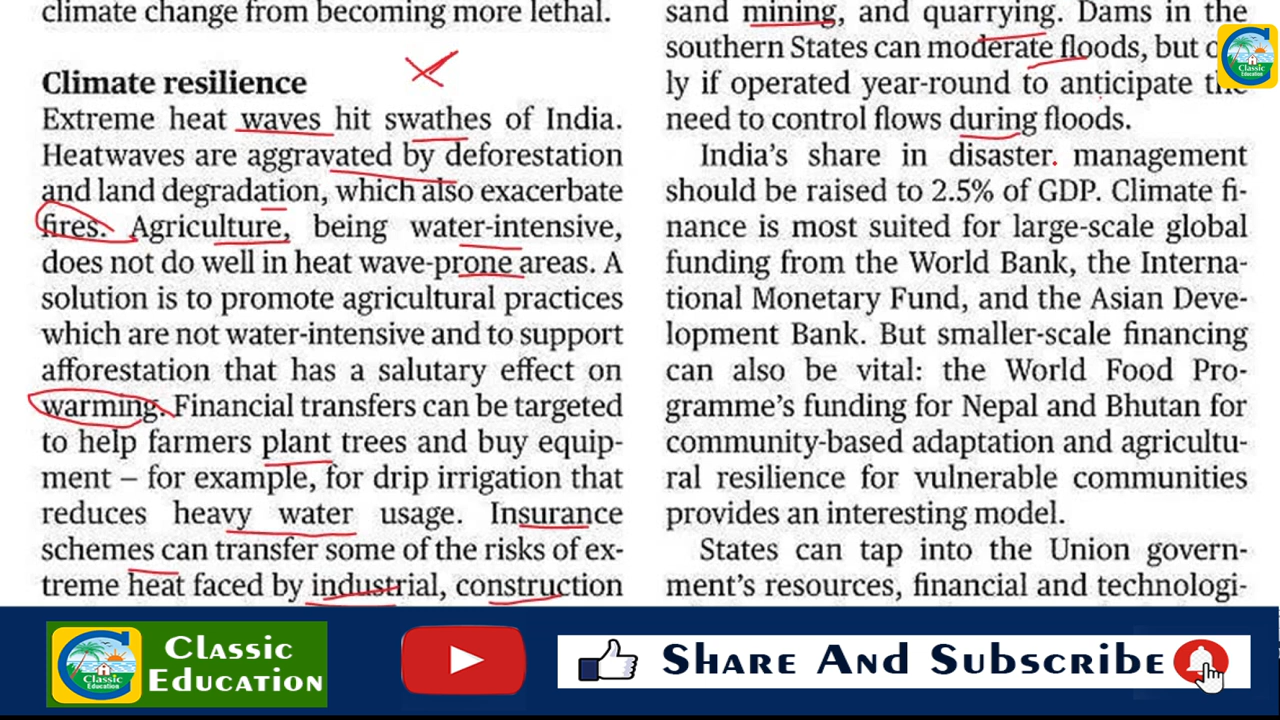 climate change from becoming more lethal.
Climate resilience
Extreme heat waves hit swathes of India.
Heatwaves are aggravated by deforestation
and land degradation, which also exacerbate
fires. Agriculture, being water-intensive,
does not do well in heat wave-prone areas. A
solution is to promote agricultural practices
which are not water-intensive and to support
afforestation that has a salutary effect on
warming. Financial transfers can be targeted
to help farmers plant trees and buy equip-
ment – for example, for drip irrigation that
reduces heavy water usage. Insurance
schemes can transfer some of the risks of ex-
treme heat faced by industrial, construction
sand mining, and quarrying. Dams in the
southern States can moderate floods, but
ly if operated year-round to anticipate
need to control flows during floods.
India's share in disaster management
should be raised to 2.5% of GDP. Climate fi-
nance is most suited for large-scale global
funding from the World Bank, the Interna-
tional Monetary Fund, and the Asian Deve-
lopment Bank. But smaller-scale financing
can also be vital: the World Food Pro-
gramme's funding for Nepal and Bhutan for
community-based adaptation and agricultu-
ral resilience for vulnerable communities
provides an interesting model.
States can tap into the Union govern-
ment's resources, financial and technologi-
Classic
Education
Classic
Education
Classic
Education
Share And Subscribe